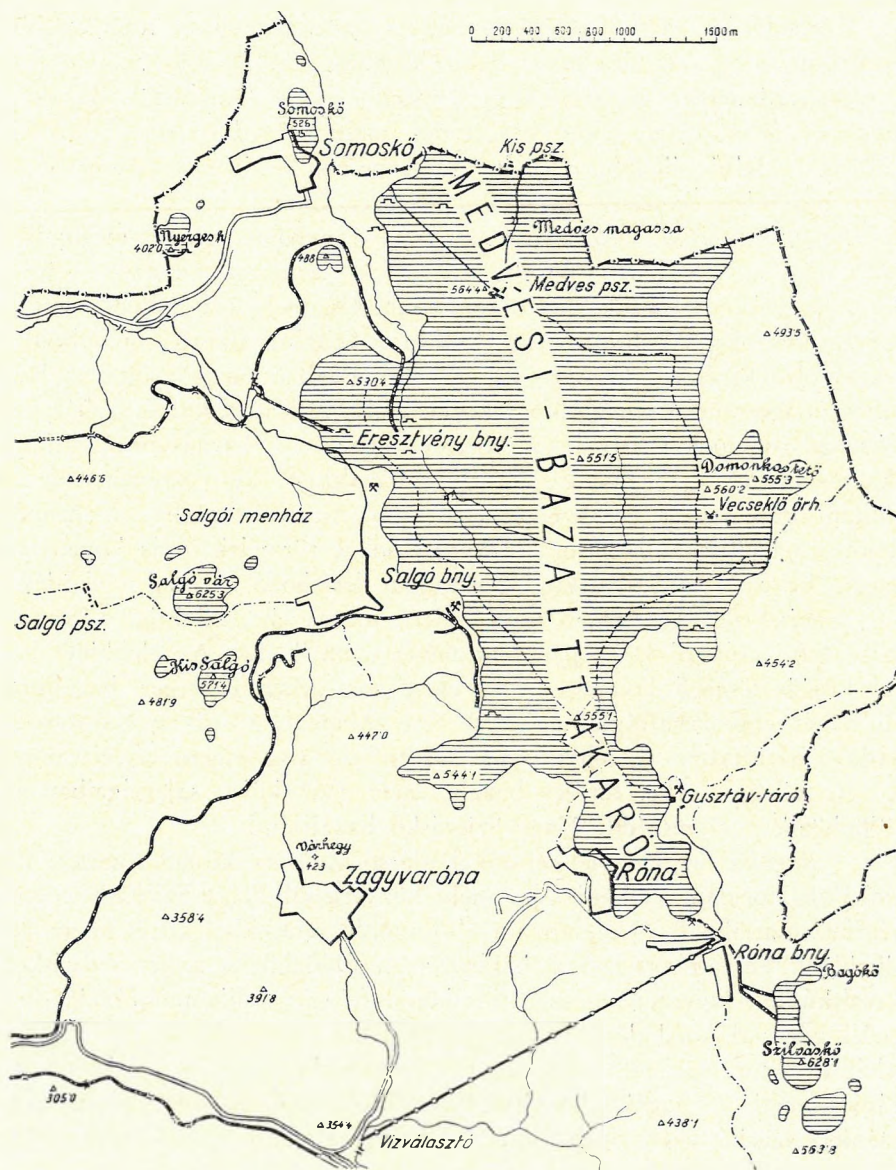 0 200 400 600 800 1000 1500 m
Somoskő
526
Somoskő
Kis psz.
MEDVESI-BAZALTTAKARÓ
Medves magassa
Nyergesh
402·0
488
564·4
Medves psz.
493·5
530·4
Eresztvény bny.
551·5
Domonkostető
555·3
560·2
Vecseklő őrh.
446·6
Salgói menház
Salgó vár
625·3
Salgó bny.
Salgó psz.
Kis Salgó
571·4
454·2
481·9
447·0
555·1
544·1
Gusztáv-táró
Várhegy
423
Zagyvaróna
Róna
358·4
Róna bny.
Bagókő
391·8
Szilváskő
628·1
305·0
354·4
Vizválasztó
438·1
563·8